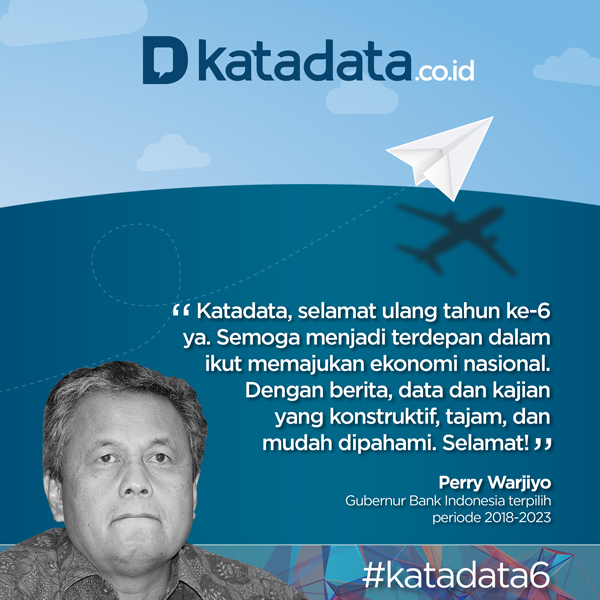 katadata.co.id
“ Katadata, selamat ulang tahun ke-6
ya. Semoga menjadi terdepan dalam
ikut memajukan ekonomi nasional.
Dengan berita, data dan kajian
yang konstruktif, tajam, dan
mudah dipahami. Selamat! ”
Perry Warjiyo
Gubernur Bank Indonesia terpilih
periode 2018-2023
#katadata6